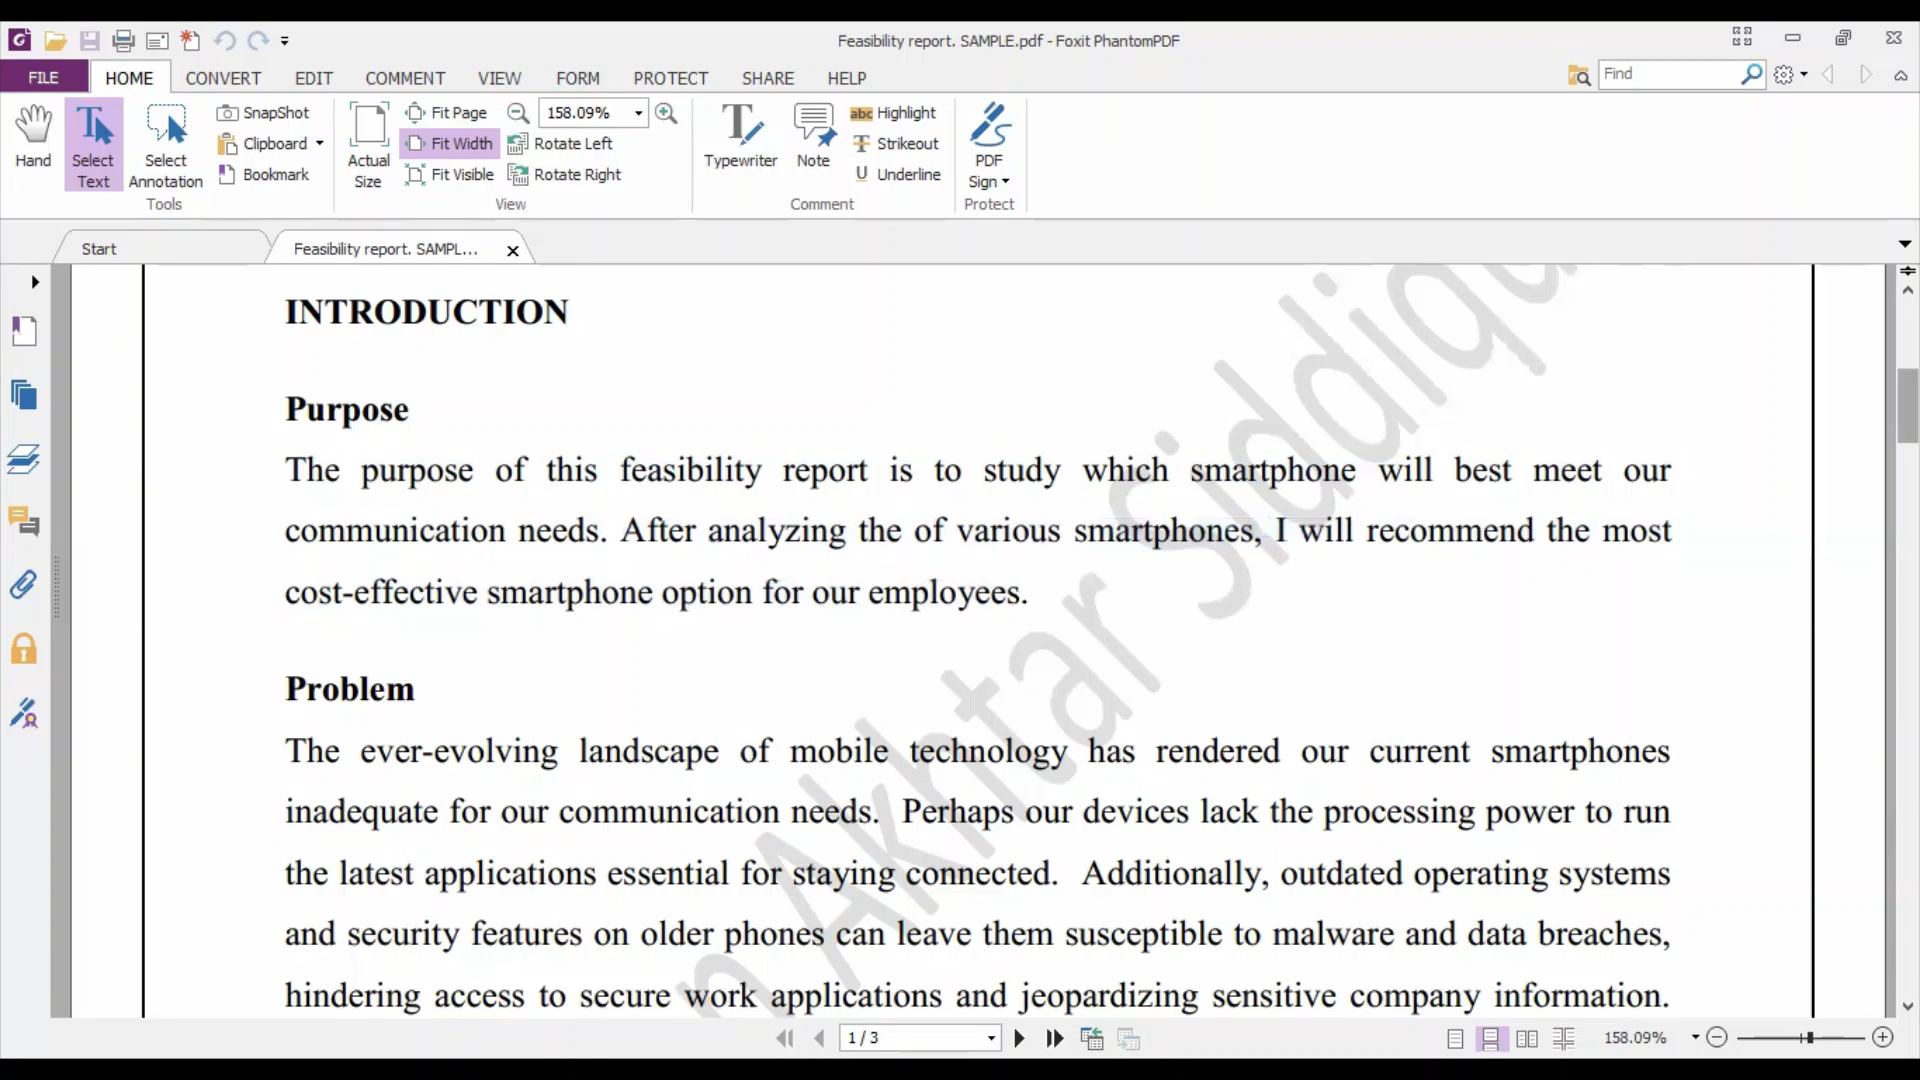 Feasibility report. SAMPLE.pdf - Foxit PhantomPDF
FILE HOME CONVERT EDIT COMMENT VIEW FORM PROTECT SHARE HELP Find
Hand
Select Text
Select Annotation
SnapShot
Clipboard
Bookmark
Tools
Actual Size
Fit Page
Fit Width
Fit Visible
158.09%
Rotate Left
Rotate Right
View
Typewriter
Note
abc Highlight
Strikeout
Underline
Comment
PDF Sign
Protect
Start Feasibility report. SAMPL...
INTRODUCTION
Purpose
The purpose of this feasibility report is to study which smartphone will best meet our
communication needs. After analyzing the of various smartphones, I will recommend the most
cost-effective smartphone option for our employees.
Problem
The ever-evolving landscape of mobile technology has rendered our current smartphones
inadequate for our communication needs. Perhaps our devices lack the processing power to run
the latest applications essential for staying connected. Additionally, outdated operating systems
and security features on older phones can leave them susceptible to malware and data breaches,
hindering access to secure work applications and jeopardizing sensitive company information.
Akhtar
1 / 3 158.09%